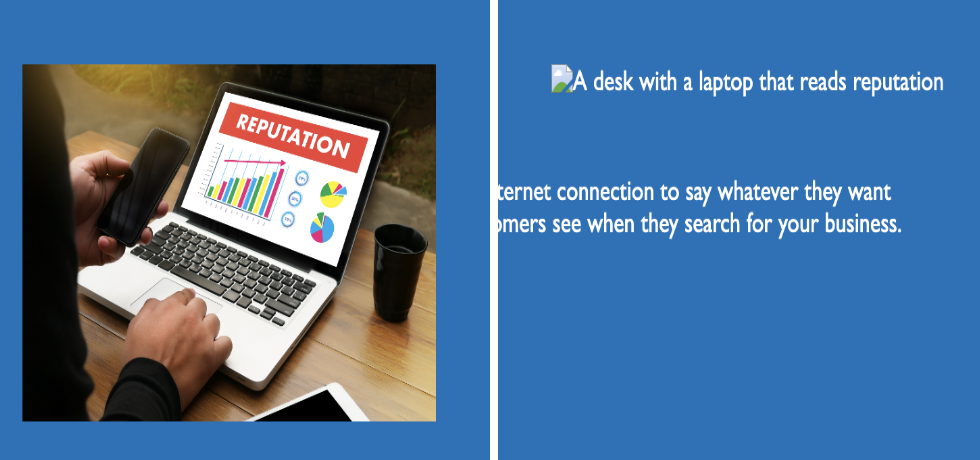 REPUTATION
A desk with a laptop that reads reputation
ternet connection to say whatever they want
omers see when they search for your business.